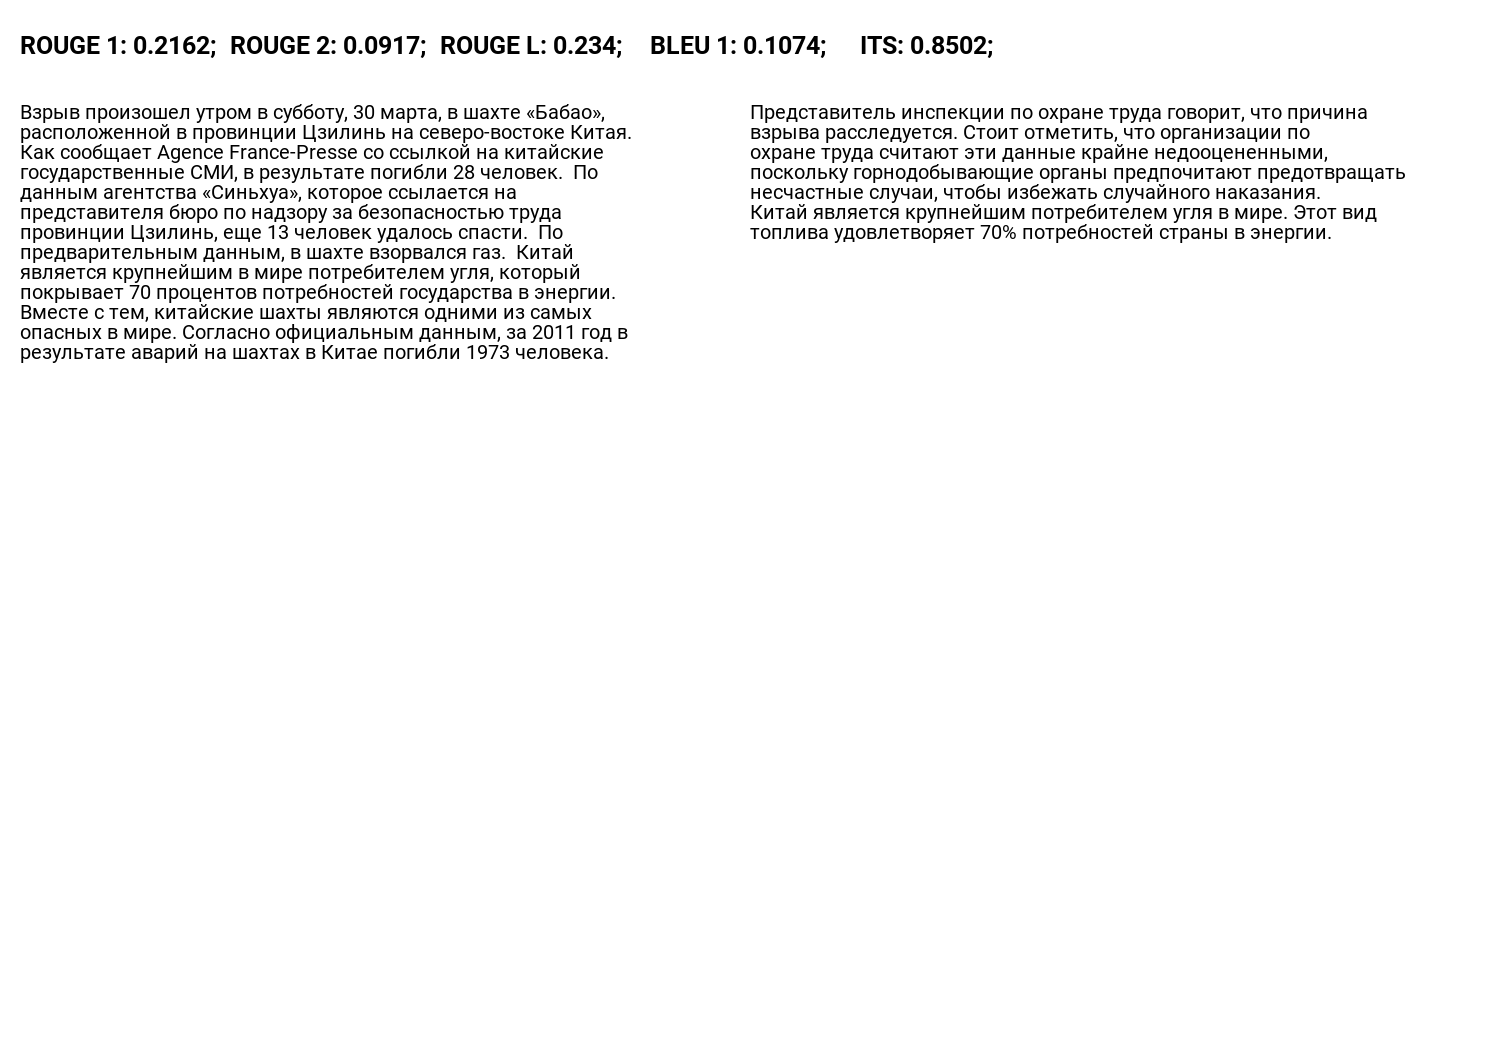 ROUGE 1: 0.2162; ROUGE 2: 0.0917; ROUGE L: 0.234; BLEU 1: 0.1074; ITS: 0.8502;
Взрыв произошел утром в субботу, 30 марта, в шахте «Бабао»,
расположенной в провинции Цзилинь на северо-востоке Китая.
Как сообщает Agence France-Presse со ссылкой на китайские
государственные СМИ, в результате погибли 28 человек. По
данным агентства «Синьхуа», которое ссылается на
представителя бюро по надзору за безопасностью труда
провинции Цзилинь, еще 13 человек удалось спасти. По
предварительным данным, в шахте взорвался газ. Китай
является крупнейшим в мире потребителем угля, который
покрывает 70 процентов потребностей государства в энергии.
Вместе с тем, китайские шахты являются одними из самых
опасных в мире. Согласно официальным данным, за 2011 год в
результате аварий на шахтах в Китае погибли 1973 человека.
Представитель инспекции по охране труда говорит, что причина
взрыва расследуется. Стоит отметить, что организации по
охране труда считают эти данные крайне недооцененными,
поскольку горнодобывающие органы предпочитают предотвращать
несчастные случаи, чтобы избежать случайного наказания.
Китай является крупнейшим потребителем угля в мире. Этот вид
топлива удовлетворяет 70% потребностей страны в энергии.